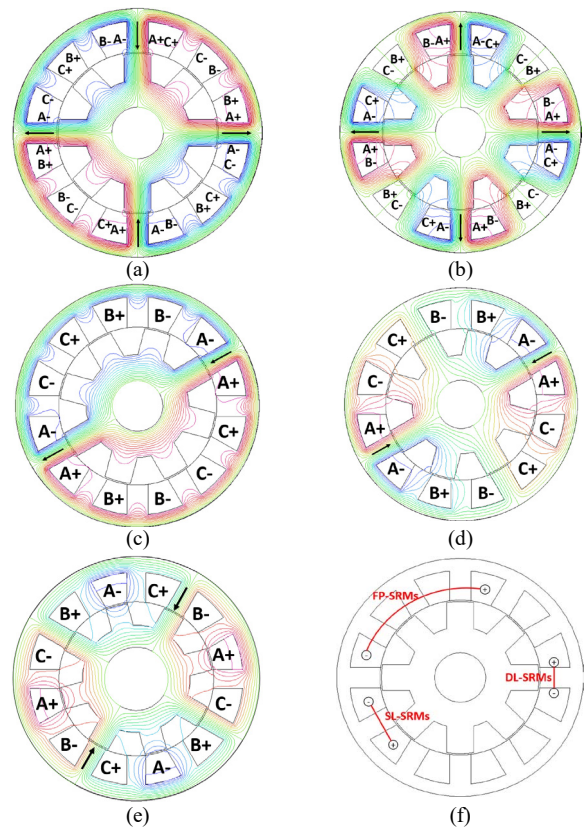 B- A-
A+ C+
B+
C+
C-
B-
C-
A-
B+
A+
A+
B+
A-
C-
B-
C-
C+
B+
C+
A+
A- B-
(a)
B- A+
A- C+
B+
C-
C-
B+
C+
A-
B-
A+
A+
B-
A-
C+
B+
C-
C-
B+
C+ A-
A+ B-
(b)
B+
B-
C+
A-
C-
A+
A-
C+
A+
C-
B+
B-
(c)
B-
B+
C+
A-
C-
A+
A+
C-
A-
C+
B+
B-
(d)
A-
C+
B+
B-
C-
A+
A+
C-
B-
B+
C+
A-
(e)
FP-SRMs
+
-
DL-SRMs
+
-
SL-SRMs
-
+
(f)